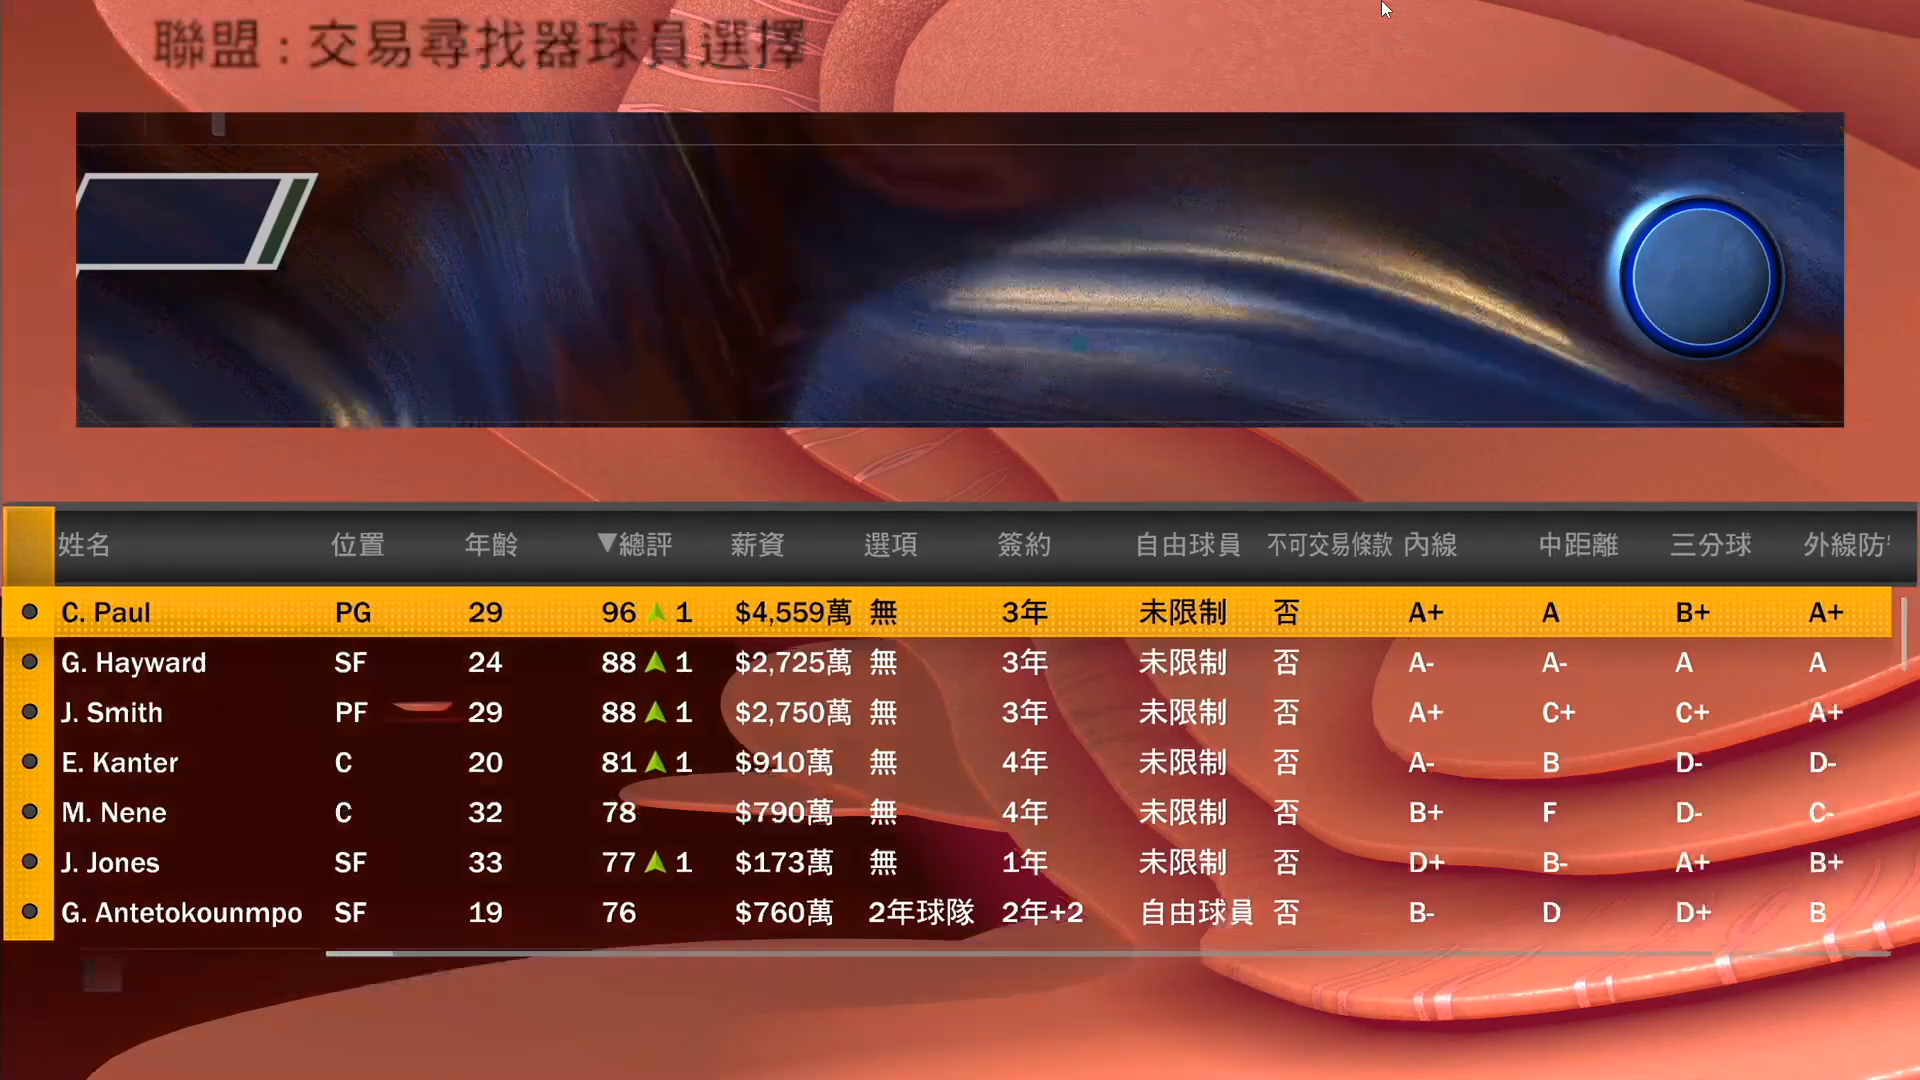 聯盟 : 交易尋找器球員選擇
姓名 位置 年齡 ▼總評 薪資 選項 簽約 自由球員 不可交易條款 內線 中距離 三分球 外線防
C. Paul PG 29 96 ▲ 1 $4,559萬 無 3年 未限制 否 A+ A B+ A+
G. Hayward SF 24 88 ▲ 1 $2,725萬 無 3年 未限制 否 A- A- A A
J. Smith PF 29 88 ▲ 1 $2,750萬 無 3年 未限制 否 A+ C+ C+ A+
E. Kanter C 20 81 ▲ 1 $910萬 無 4年 未限制 否 A- B D- D-
M. Nene C 32 78 $790萬 無 4年 未限制 否 B+ F D- C-
J. Jones SF 33 77 ▲ 1 $173萬 無 1年 未限制 否 D+ B- A+ B+
G. Antetokounmpo SF 19 76 $760萬 2年球隊 2年+2 自由球員 否 B- D D+ B